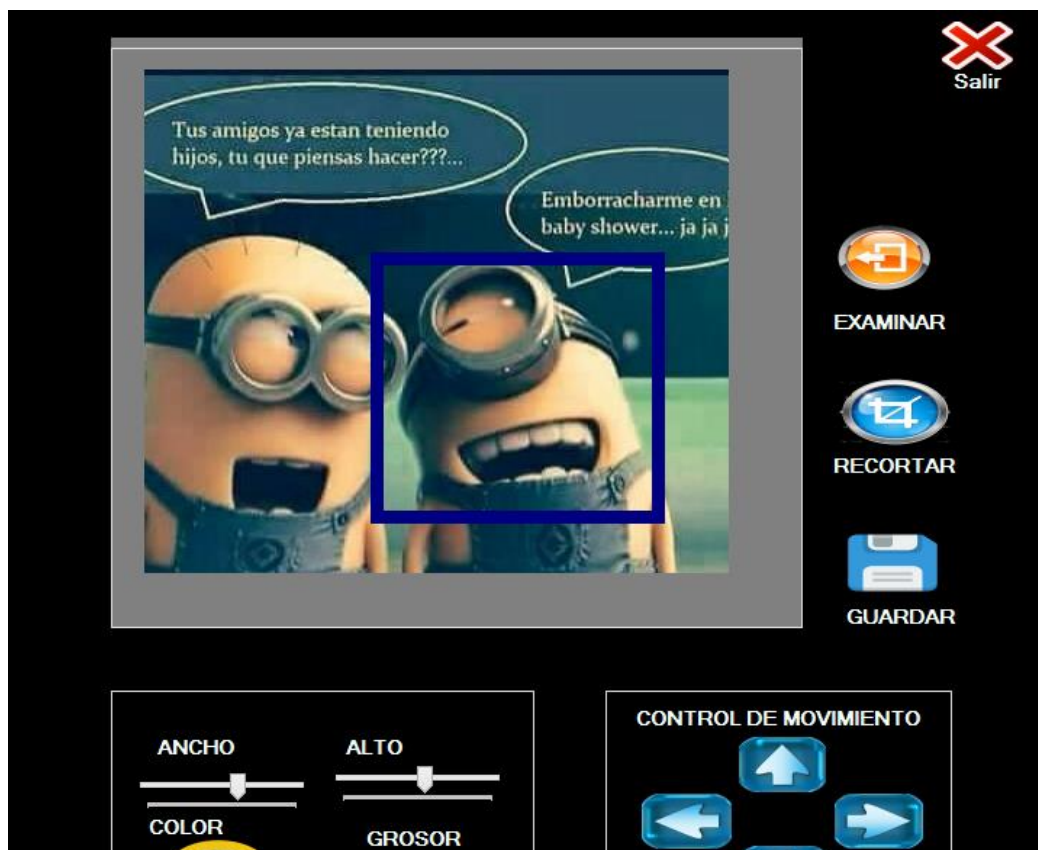 Salir
Tus amigos ya estan teniendo
hijos, tu que piensas hacer???...
Emborracharme en
baby shower... ja ja j
EXAMINAR
RECORTAR
GUARDAR
ANCHO
ALTO
COLOR
GROSOR
CONTROL DE MOVIMIENTO